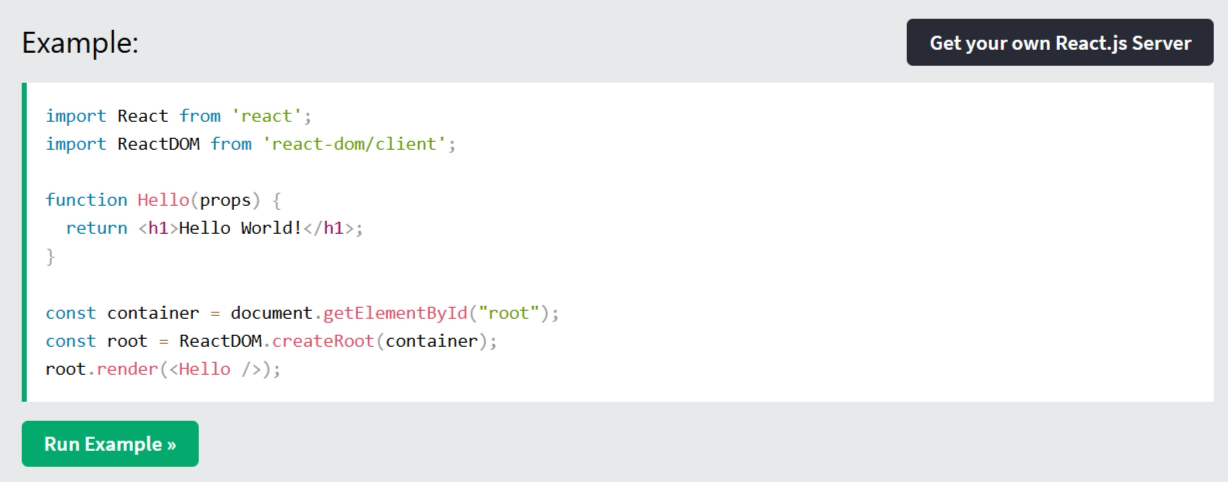 Example:
Get your own React.js Server
import React from 'react';
import ReactDOM from 'react-dom/client';
function Hello(props) {
  return <h1>Hello World!</h1>;
}
const container = document.getElementById("root");
const root = ReactDOM.createRoot(container);
root.render(<Hello />);
Run Example »